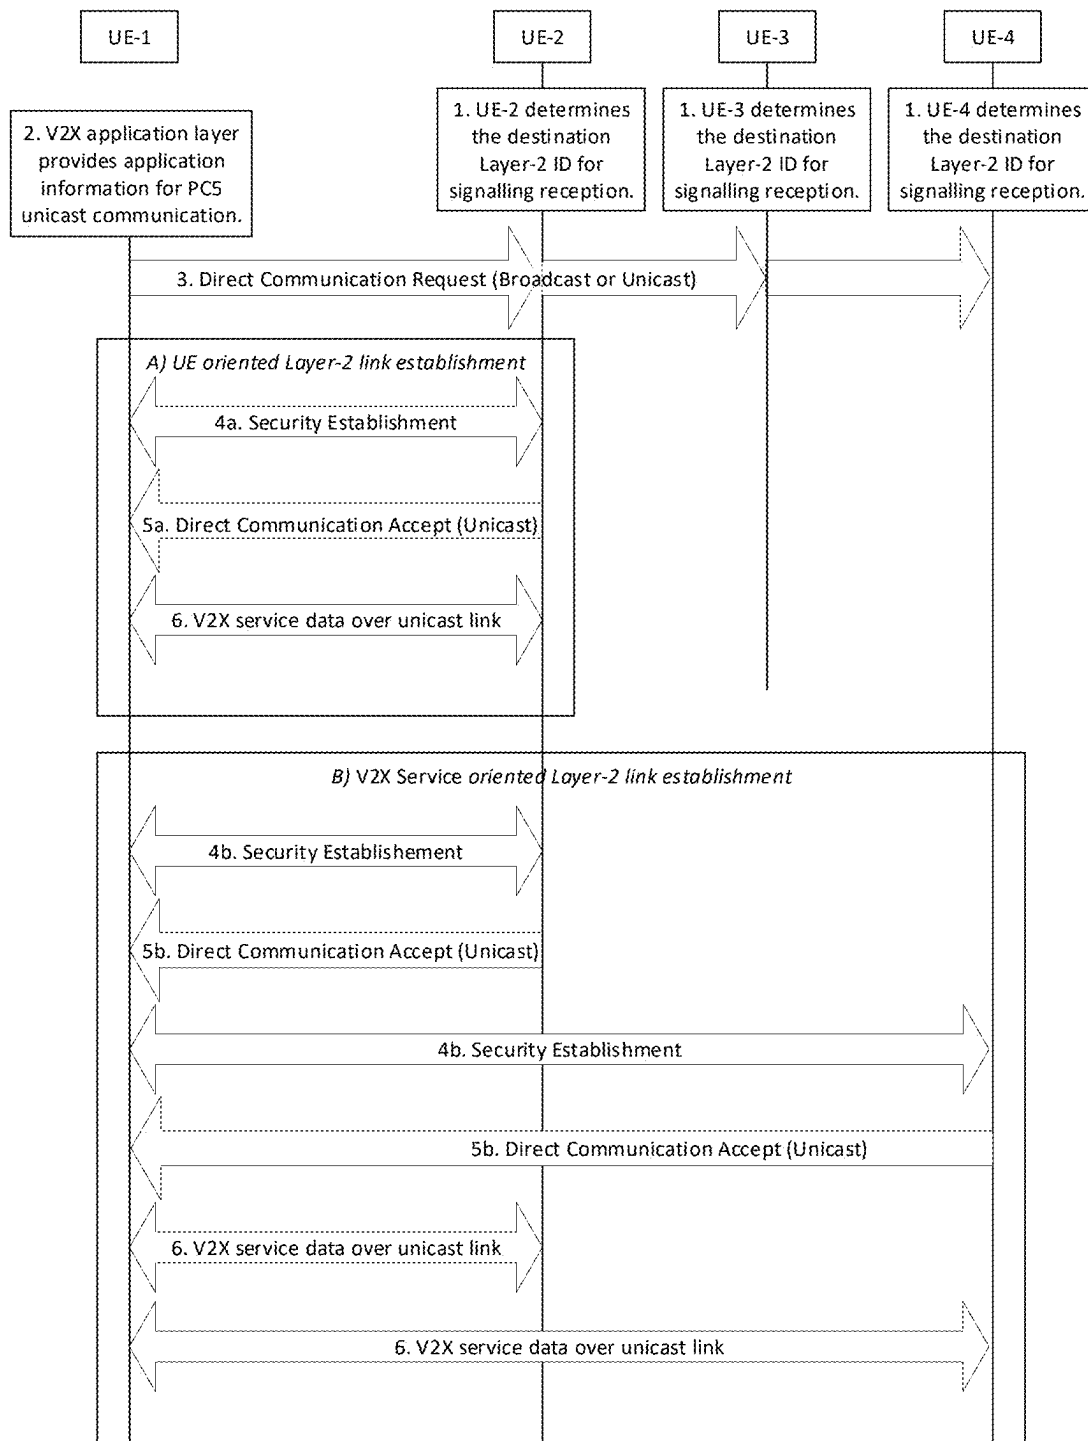 UE-1
UE-2
UE-3
UE-4
2. V2X application layer
provides application
information for PC5
unicast communication.
1. UE-2 determines
the destination
Layer-2 ID for
signalling reception.
1. UE-3 determines
the destination
Layer-2 ID for
signalling reception.
1. UE-4 determines
the destination
Layer-2 ID for
signalling reception.
3. Direct Communication Request (Broadcast or Unicast)
A) UE oriented Layer-2 link establishment
4a. Security Establishment
5a. Direct Communication Accept (Unicast)
6. V2X service data over unicast link
B) V2X Service oriented Layer-2 link establishment
4b. Security Establishement
5b. Direct Communication Accept (Unicast)
4b. Security Establishment
5b. Direct Communication Accept (Unicast)
6. V2X service data over unicast link
6. V2X service data over unicast link